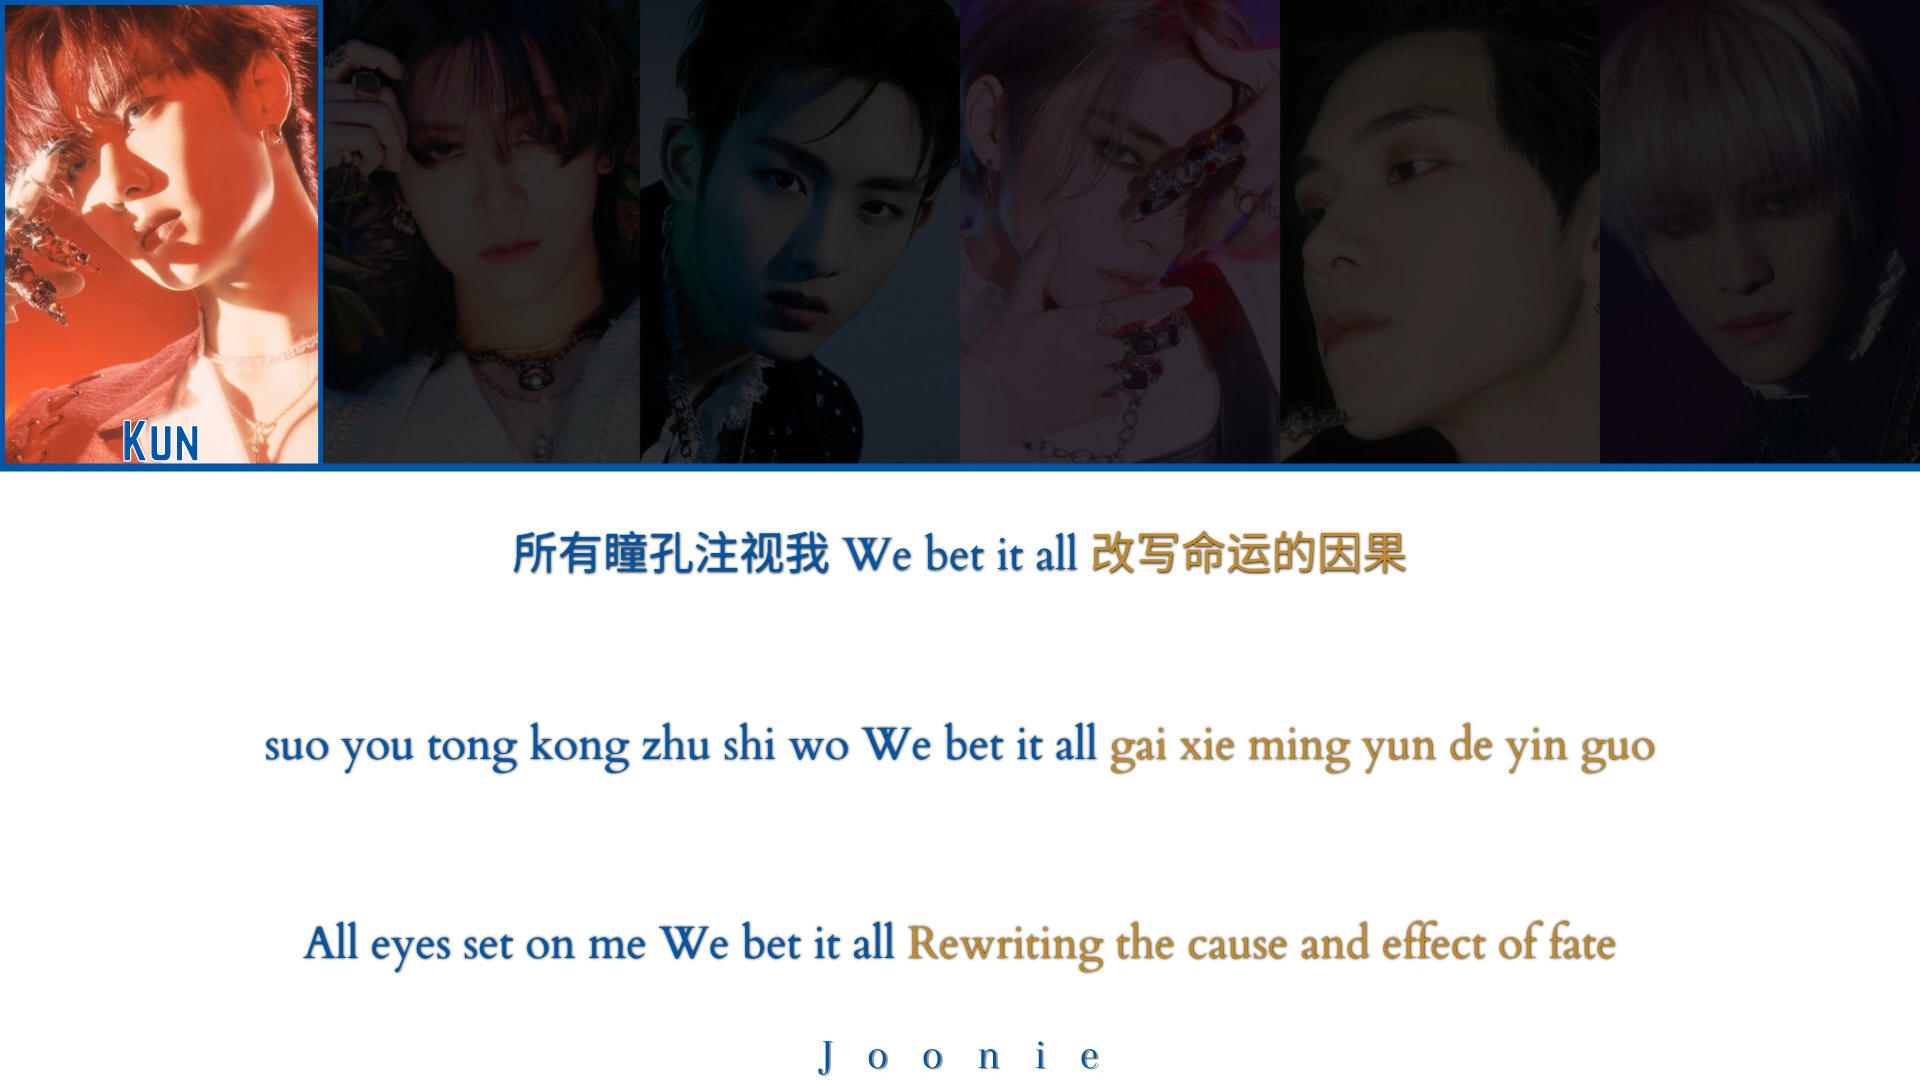 KUN
所有瞳孔注视我 We bet it all 改写命运的因果
suo you tong kong zhu shi wo We bet it all gai xie ming yun de yin guo
All eyes set on me We bet it all Rewriting the cause and effect of fate
Joonie